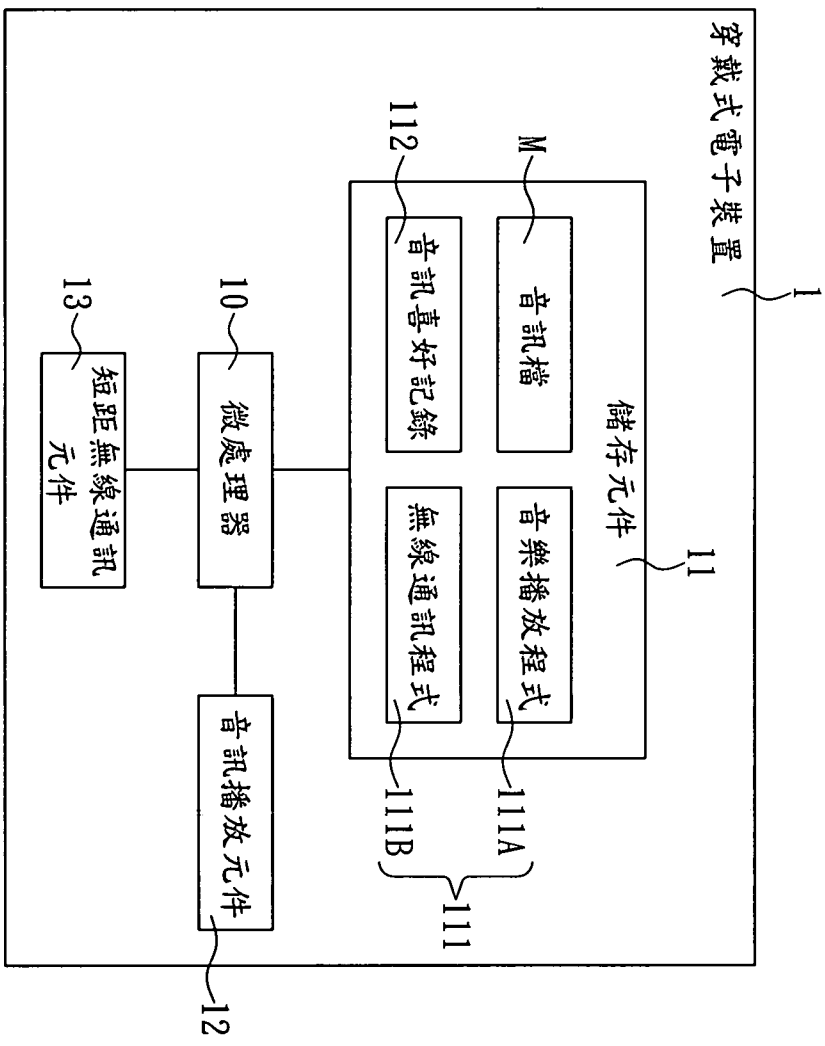 穿戴式電子裝置
1
儲存元件
11
M
音訊檔
音樂播放程式
111A
112
音訊喜好記錄
無線通訊程式
111B
111
10
微處理器
音訊播放元件
12
13
短距無線通訊
元件